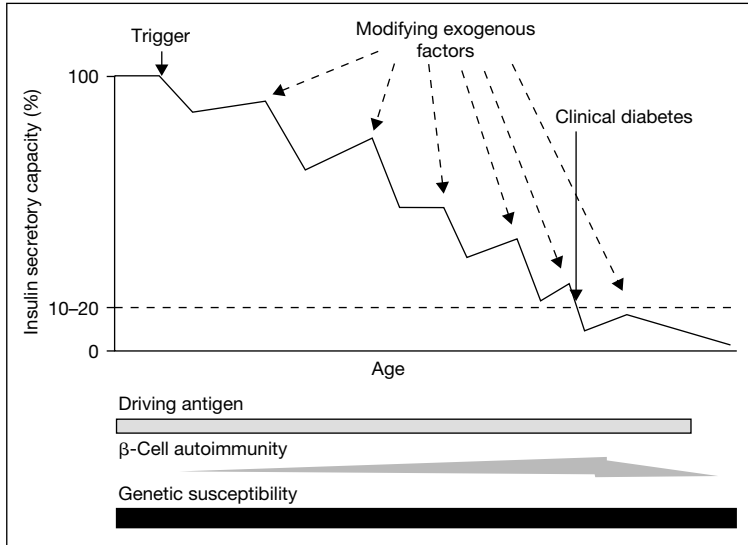 Trigger
Modifying exogenous
factors
100
Clinical diabetes
Insulin secretory capacity (%)
10–20
0
Age
Driving antigen
β-Cell autoimmunity
Genetic susceptibility